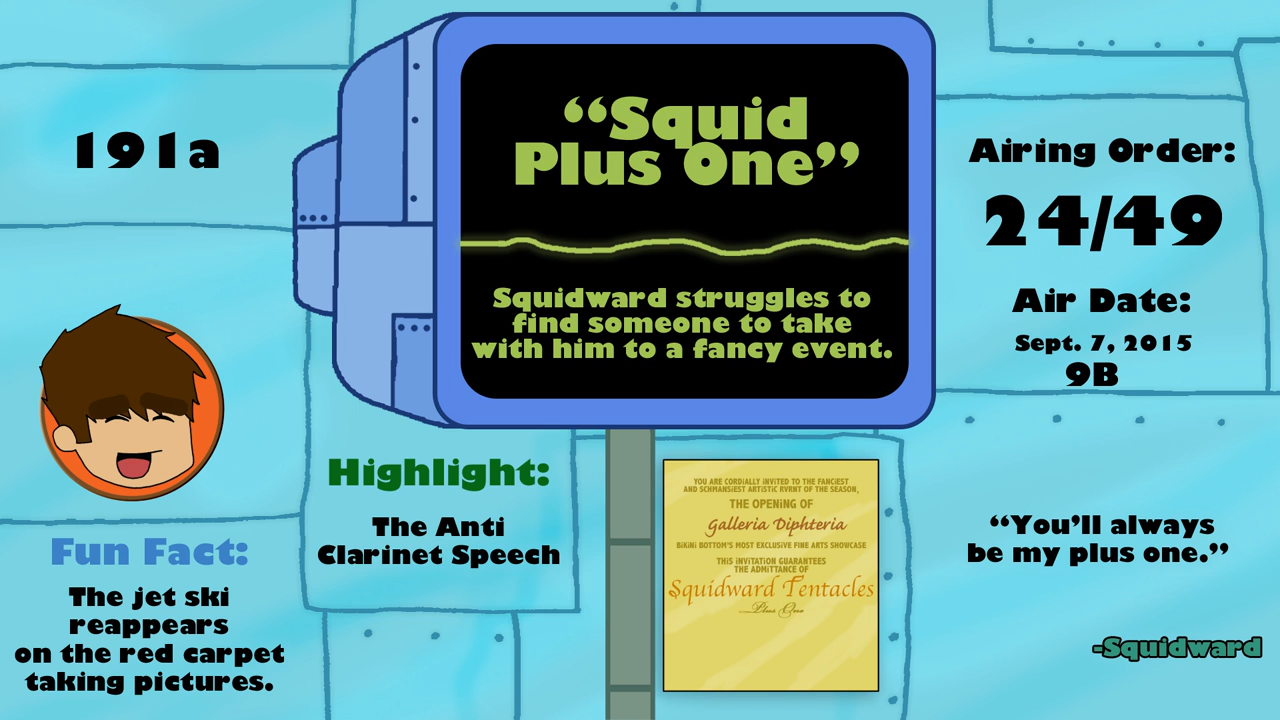 191a
“Squid
Plus One”
Squidward struggles to
find someone to take
with him to a fancy event.
Airing Order:
24/49
Air Date:
Sept. 7, 2015
9B
Highlight:
The Anti
Clarinet Speech
Fun Fact:
The jet ski
reappears
on the red carpet
taking pictures.
YOU ARE CORDiALLY iNViTED TO THE FANCiEST
AND SCHMANSiEST ARTiSTiC RVRNT OF THE SEASON,
THE OPENiNG OF
Galleria Diphteria
BiKiNi BOTTOM'S MOST EXCLUSiVE FiNE ARTS SHOWCASE
THiS iNViTATiON GUARANTEES
THE ADMiTTANCE OF
Squidward Tentacles
Plus One
“You’ll always
be my plus one.”
-Squidward